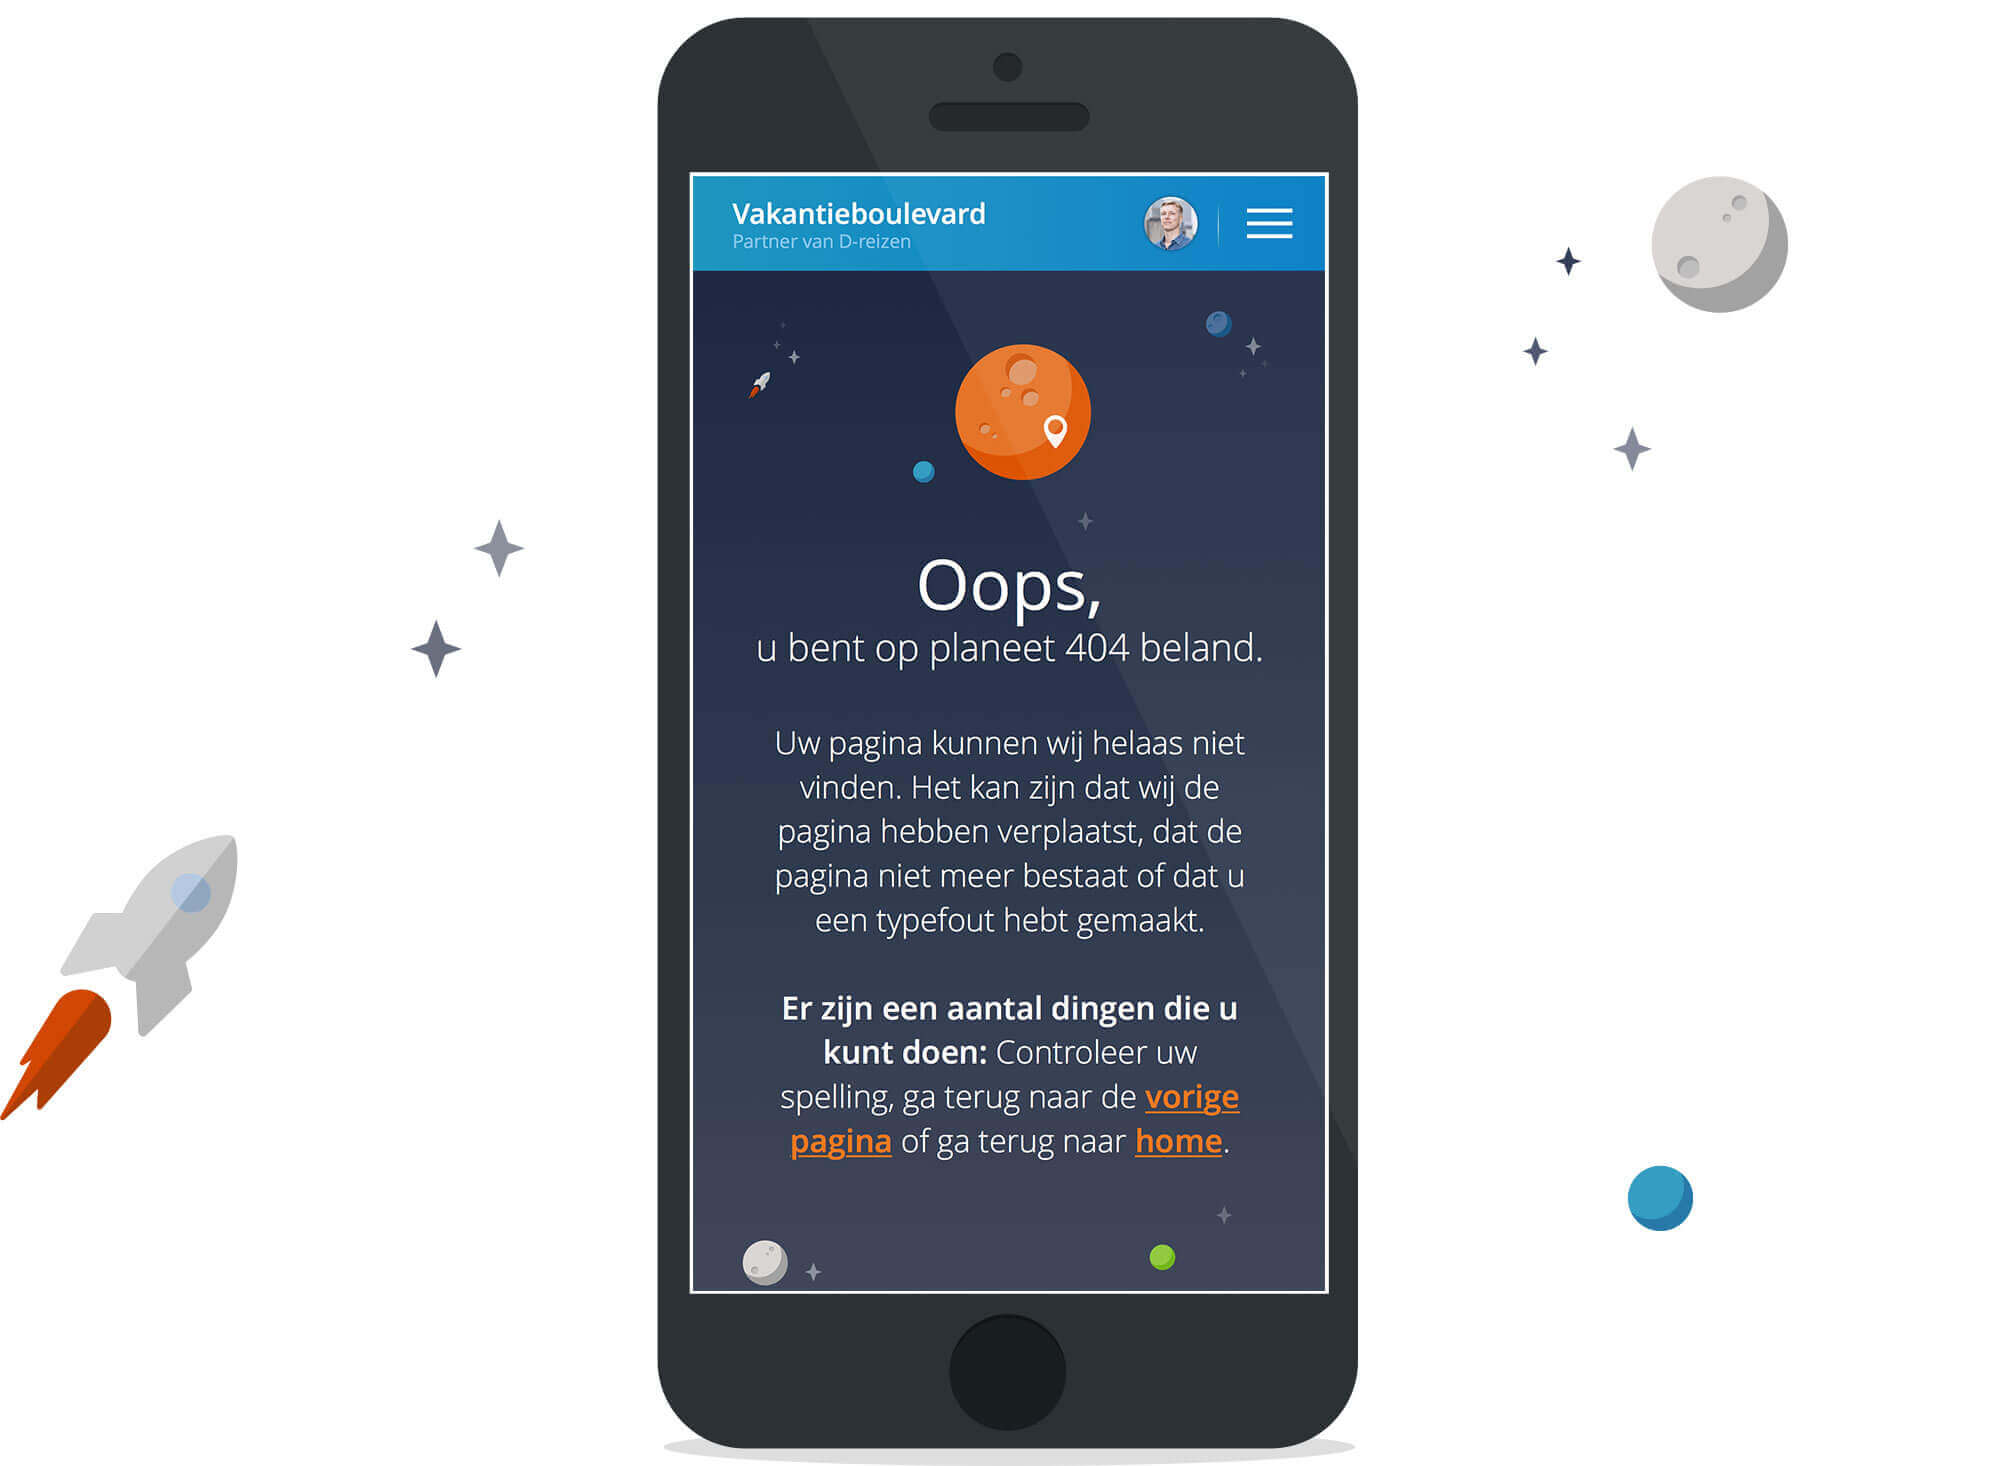 Vakantieboulevard
Partner van D-reizen
Oops,
u bent op planeet 404 beland.
Uw pagina kunnen wij helaas niet
vinden. Het kan zijn dat wij de
pagina hebben verplaatst, dat de
pagina niet meer bestaat of dat u
een typefout hebt gemaakt.
Er zijn een aantal dingen die u
kunt doen: Controleer uw
spelling, ga terug naar de vorige
pagina of ga terug naar home.